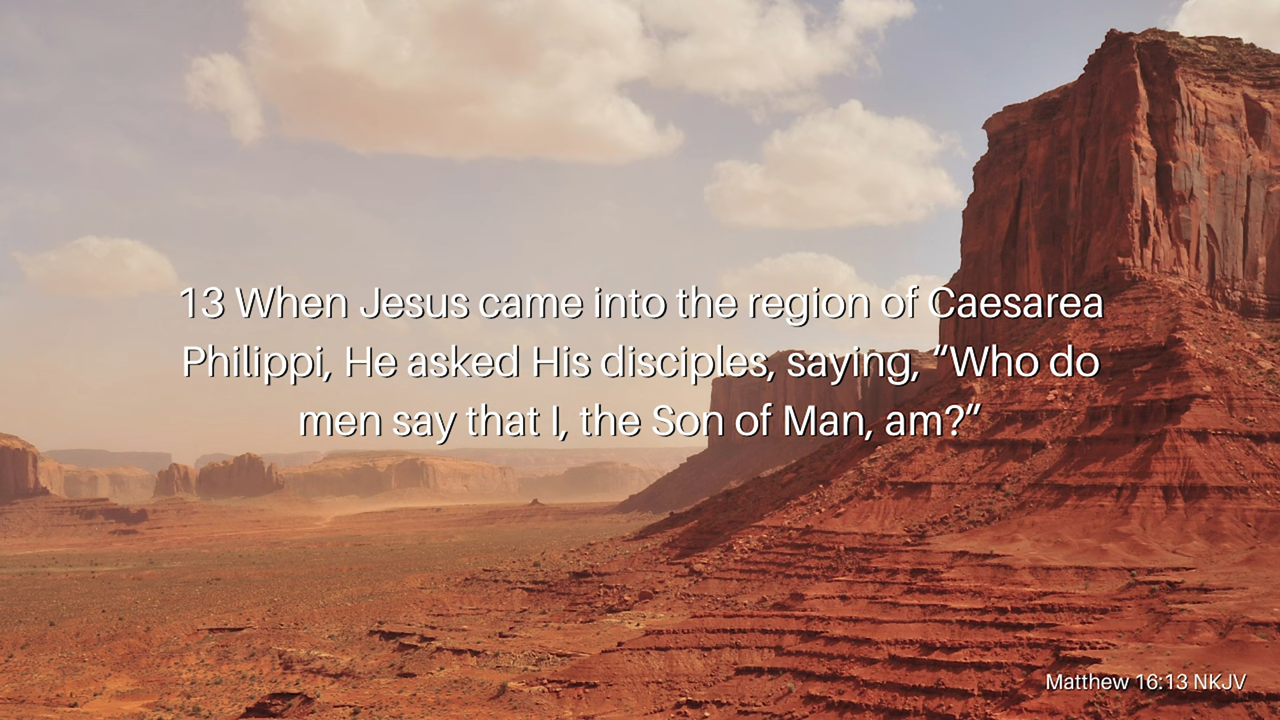 13 When Jesus came into the region of Caesarea
Philippi, He asked His disciples, saying, “Who do
men say that I, the Son of Man, am?”
Matthew 16:13 NKJV